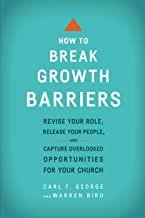 HOW TO
BREAK
GROWTH
BARRIERS
REVISE YOUR ROLE,
RELEASE YOUR PEOPLE,
AND
CAPTURE OVERLOOKED
OPPORTUNITIES
FOR YOUR CHURCH
CARL F. GEORGE
AND WARREN BIRD